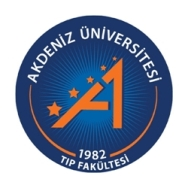 AKDENİZ ÜNİVERSİTESİ
1982
TIP FAKÜLTESİ